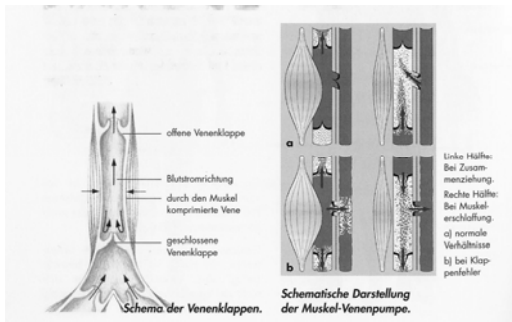 offene Venenklappe
Blutstromrichtung
durch den Muskel
komprimierte Vene
geschlossene
Venenklappe
Schema der Venenklappen.
a
b
Linke Hälfte:
Bei Zusam-
menziehung.
Rechte Hälfte:
Bei Muskel-
erschlaffung.
a) normale
Verhältnisse
b) bei Klap-
penfehler
Schematische Darstellung
der Muskel-Venenpumpe.